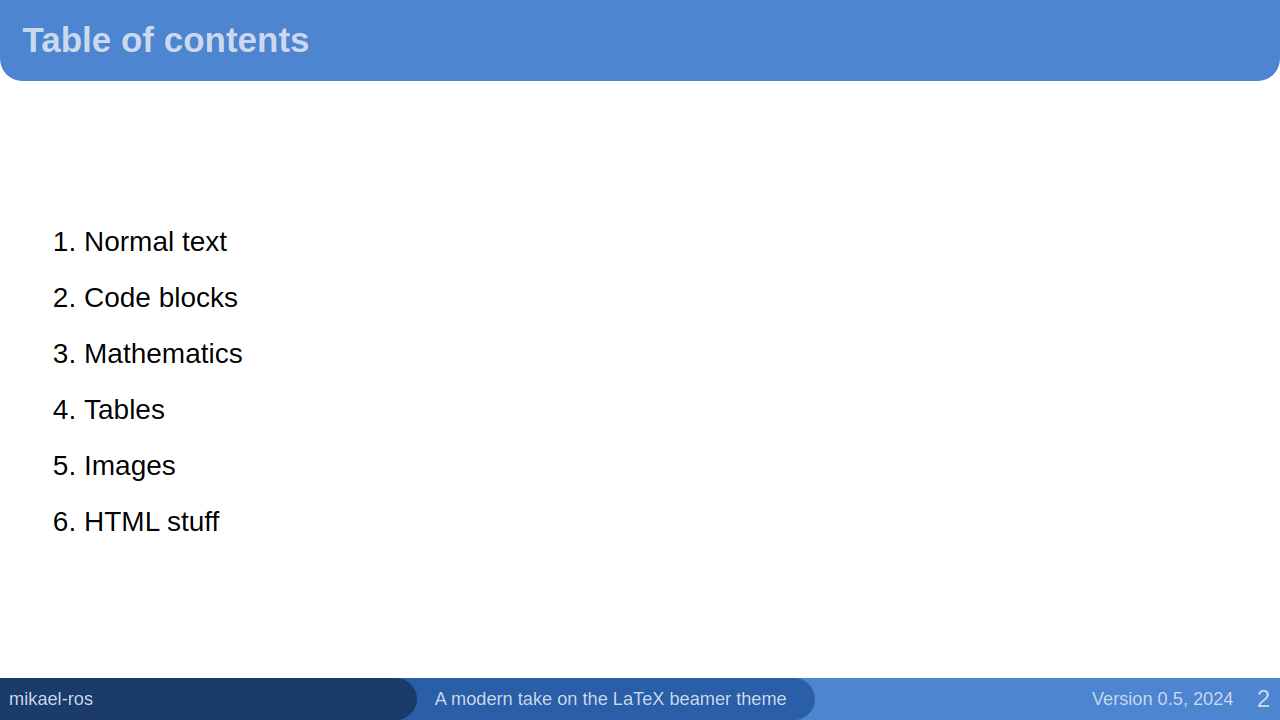 Table of contents
1. Normal text
2. Code blocks
3. Mathematics
4. Tables
5. Images
6. HTML stuff
mikael-ros A modern take on the LaTeX beamer theme Version 0.5, 2024 2